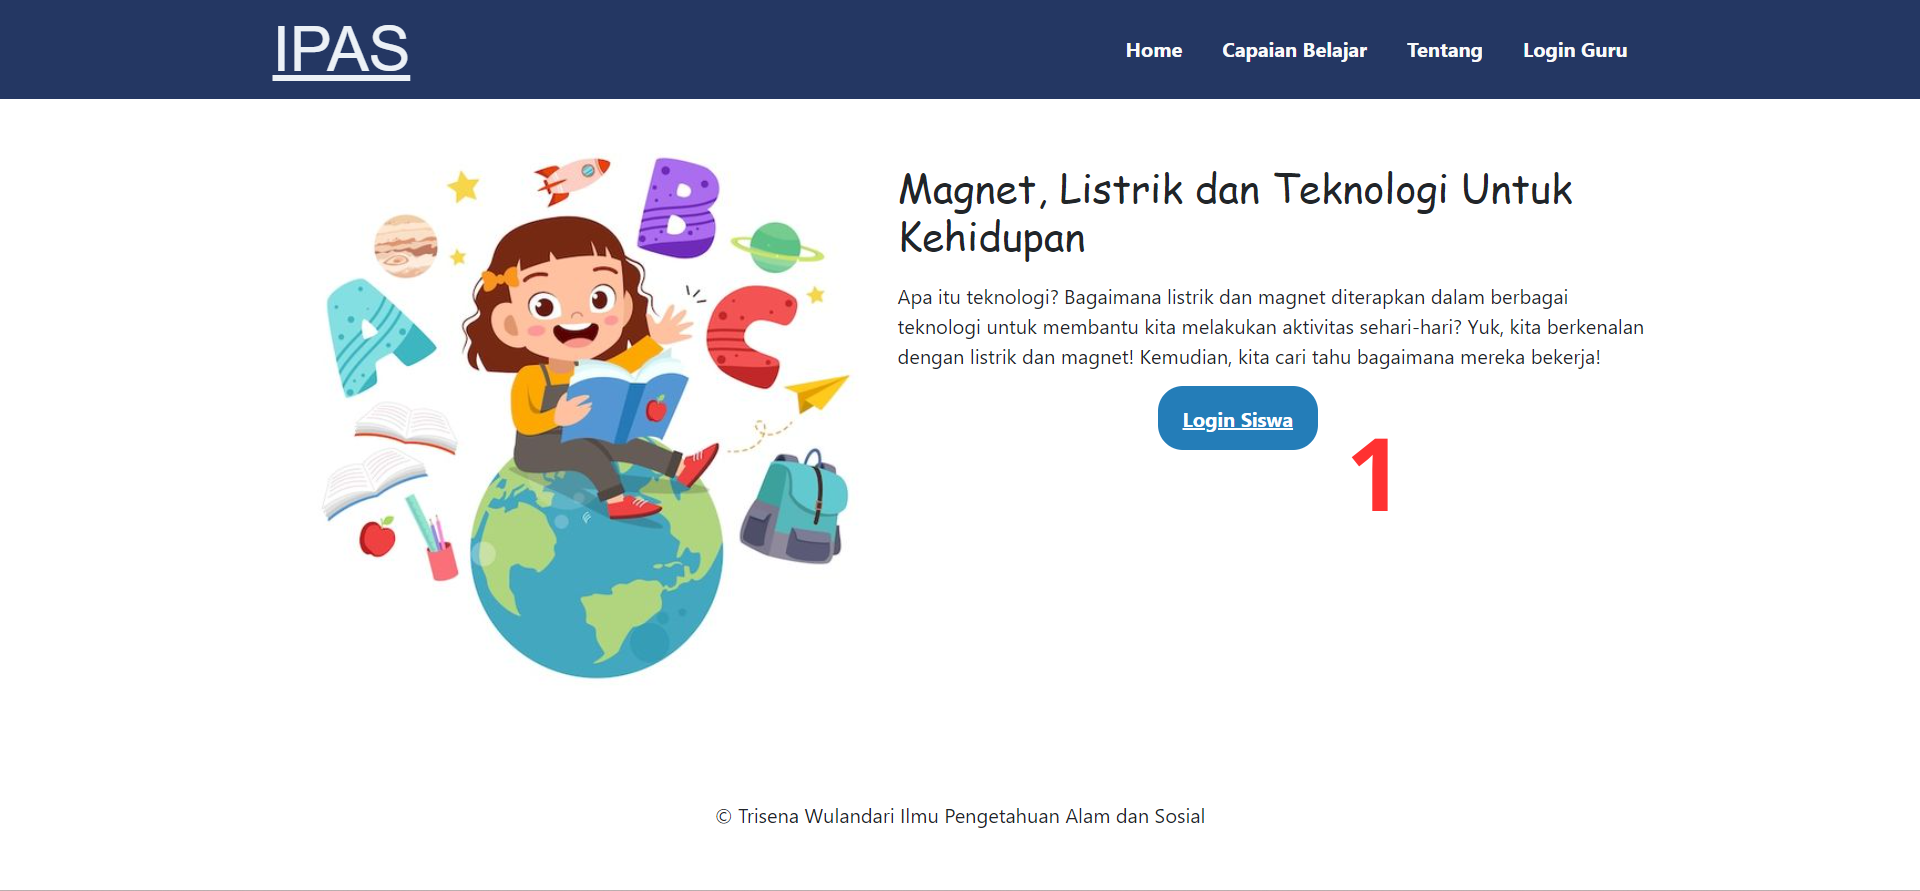 IPAS
Home
Capaian Belajar
Tentang
Login Guru
A
B
C
Magnet, Listrik dan Teknologi Untuk
Kehidupan
Apa itu teknologi? Bagaimana listrik dan magnet diterapkan dalam berbagai
teknologi untuk membantu kita melakukan aktivitas sehari-hari? Yuk, kita berkenalan
dengan listrik dan magnet! Kemudian, kita cari tahu bagaimana mereka bekerja!
Login Siswa
1
© Trisena Wulandari Ilmu Pengetahuan Alam dan Sosial